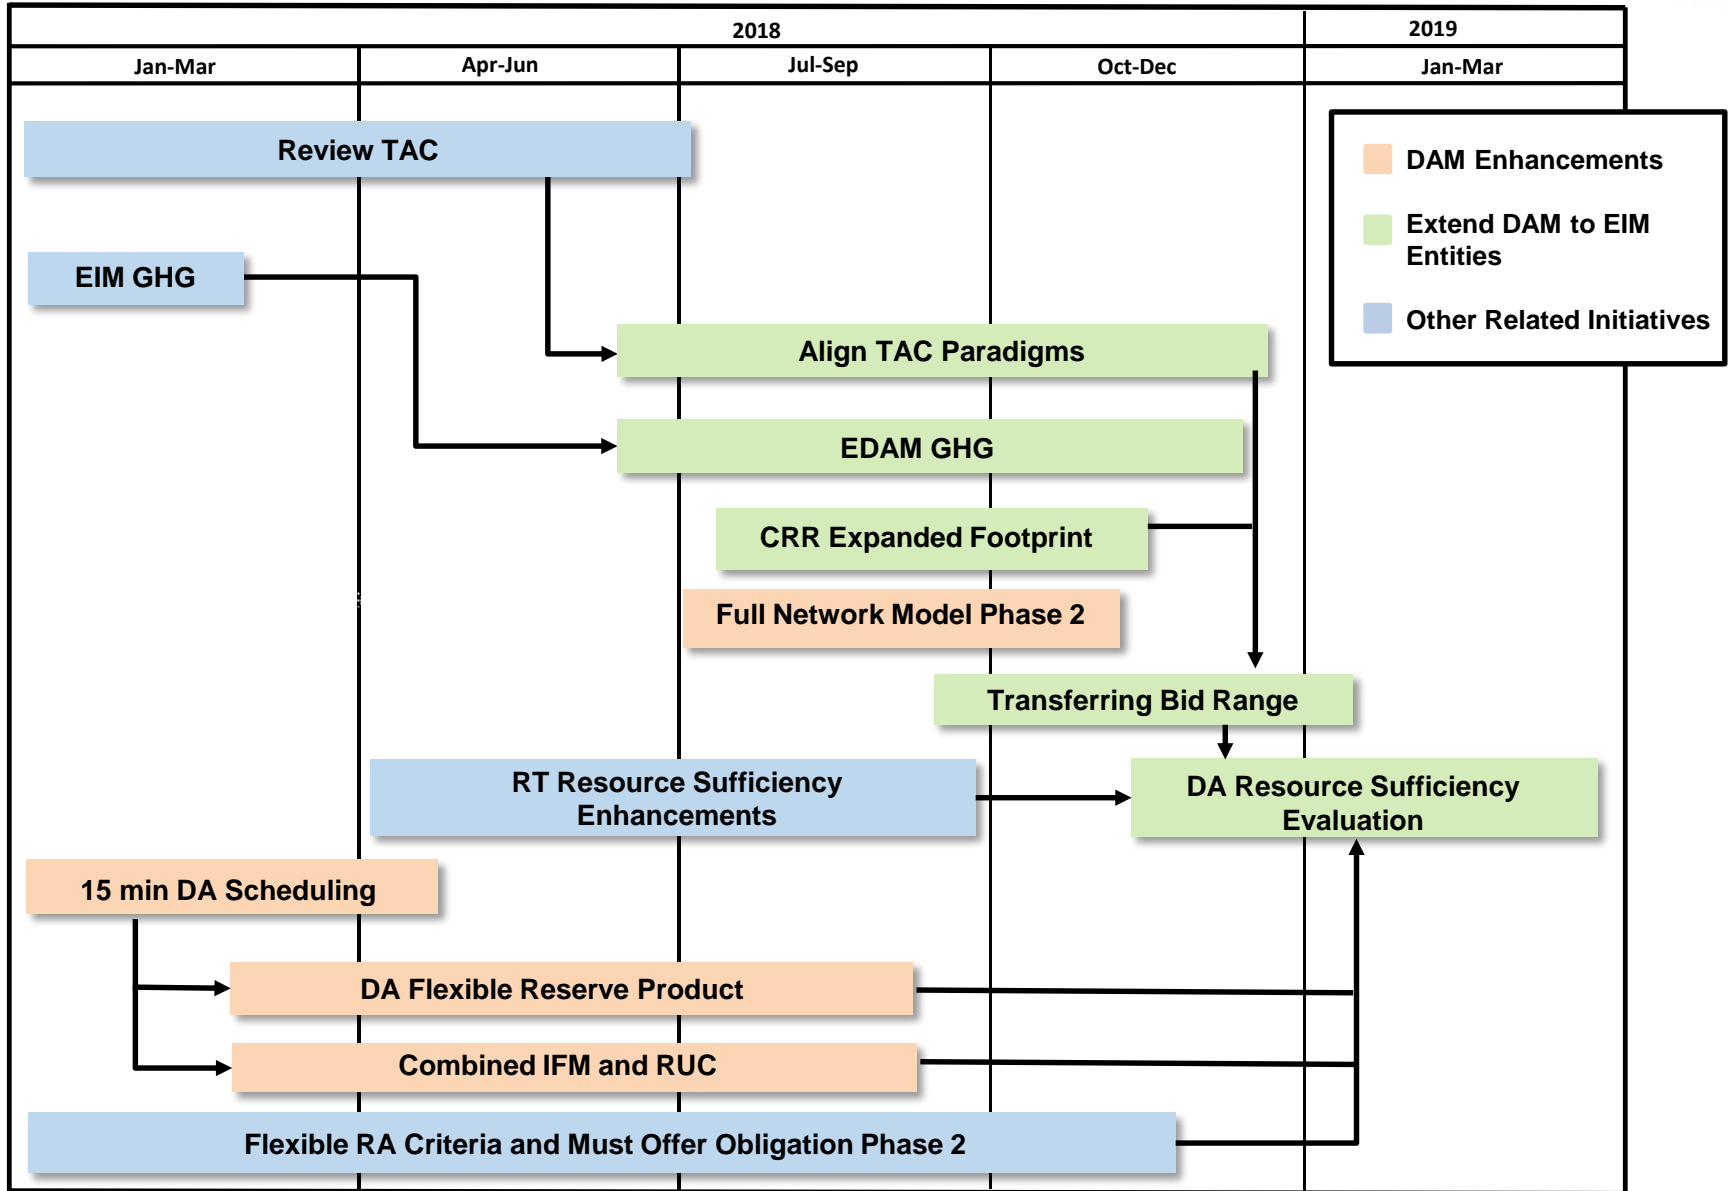 2018
2019
Jan-Mar
Apr-Jun
Jul-Sep
Oct-Dec
Jan-Mar
Review TAC
DAM Enhancements
Extend DAM to EIM
Entities
Other Related Initiatives
EIM GHG
Align TAC Paradigms
EDAM GHG
CRR Expanded Footprint
Full Network Model Phase 2
Transferring Bid Range
RT Resource Sufficiency
Enhancements
DA Resource Sufficiency
Evaluation
15 min DA Scheduling
DA Flexible Reserve Product
Combined IFM and RUC
Flexible RA Criteria and Must Offer Obligation Phase 2